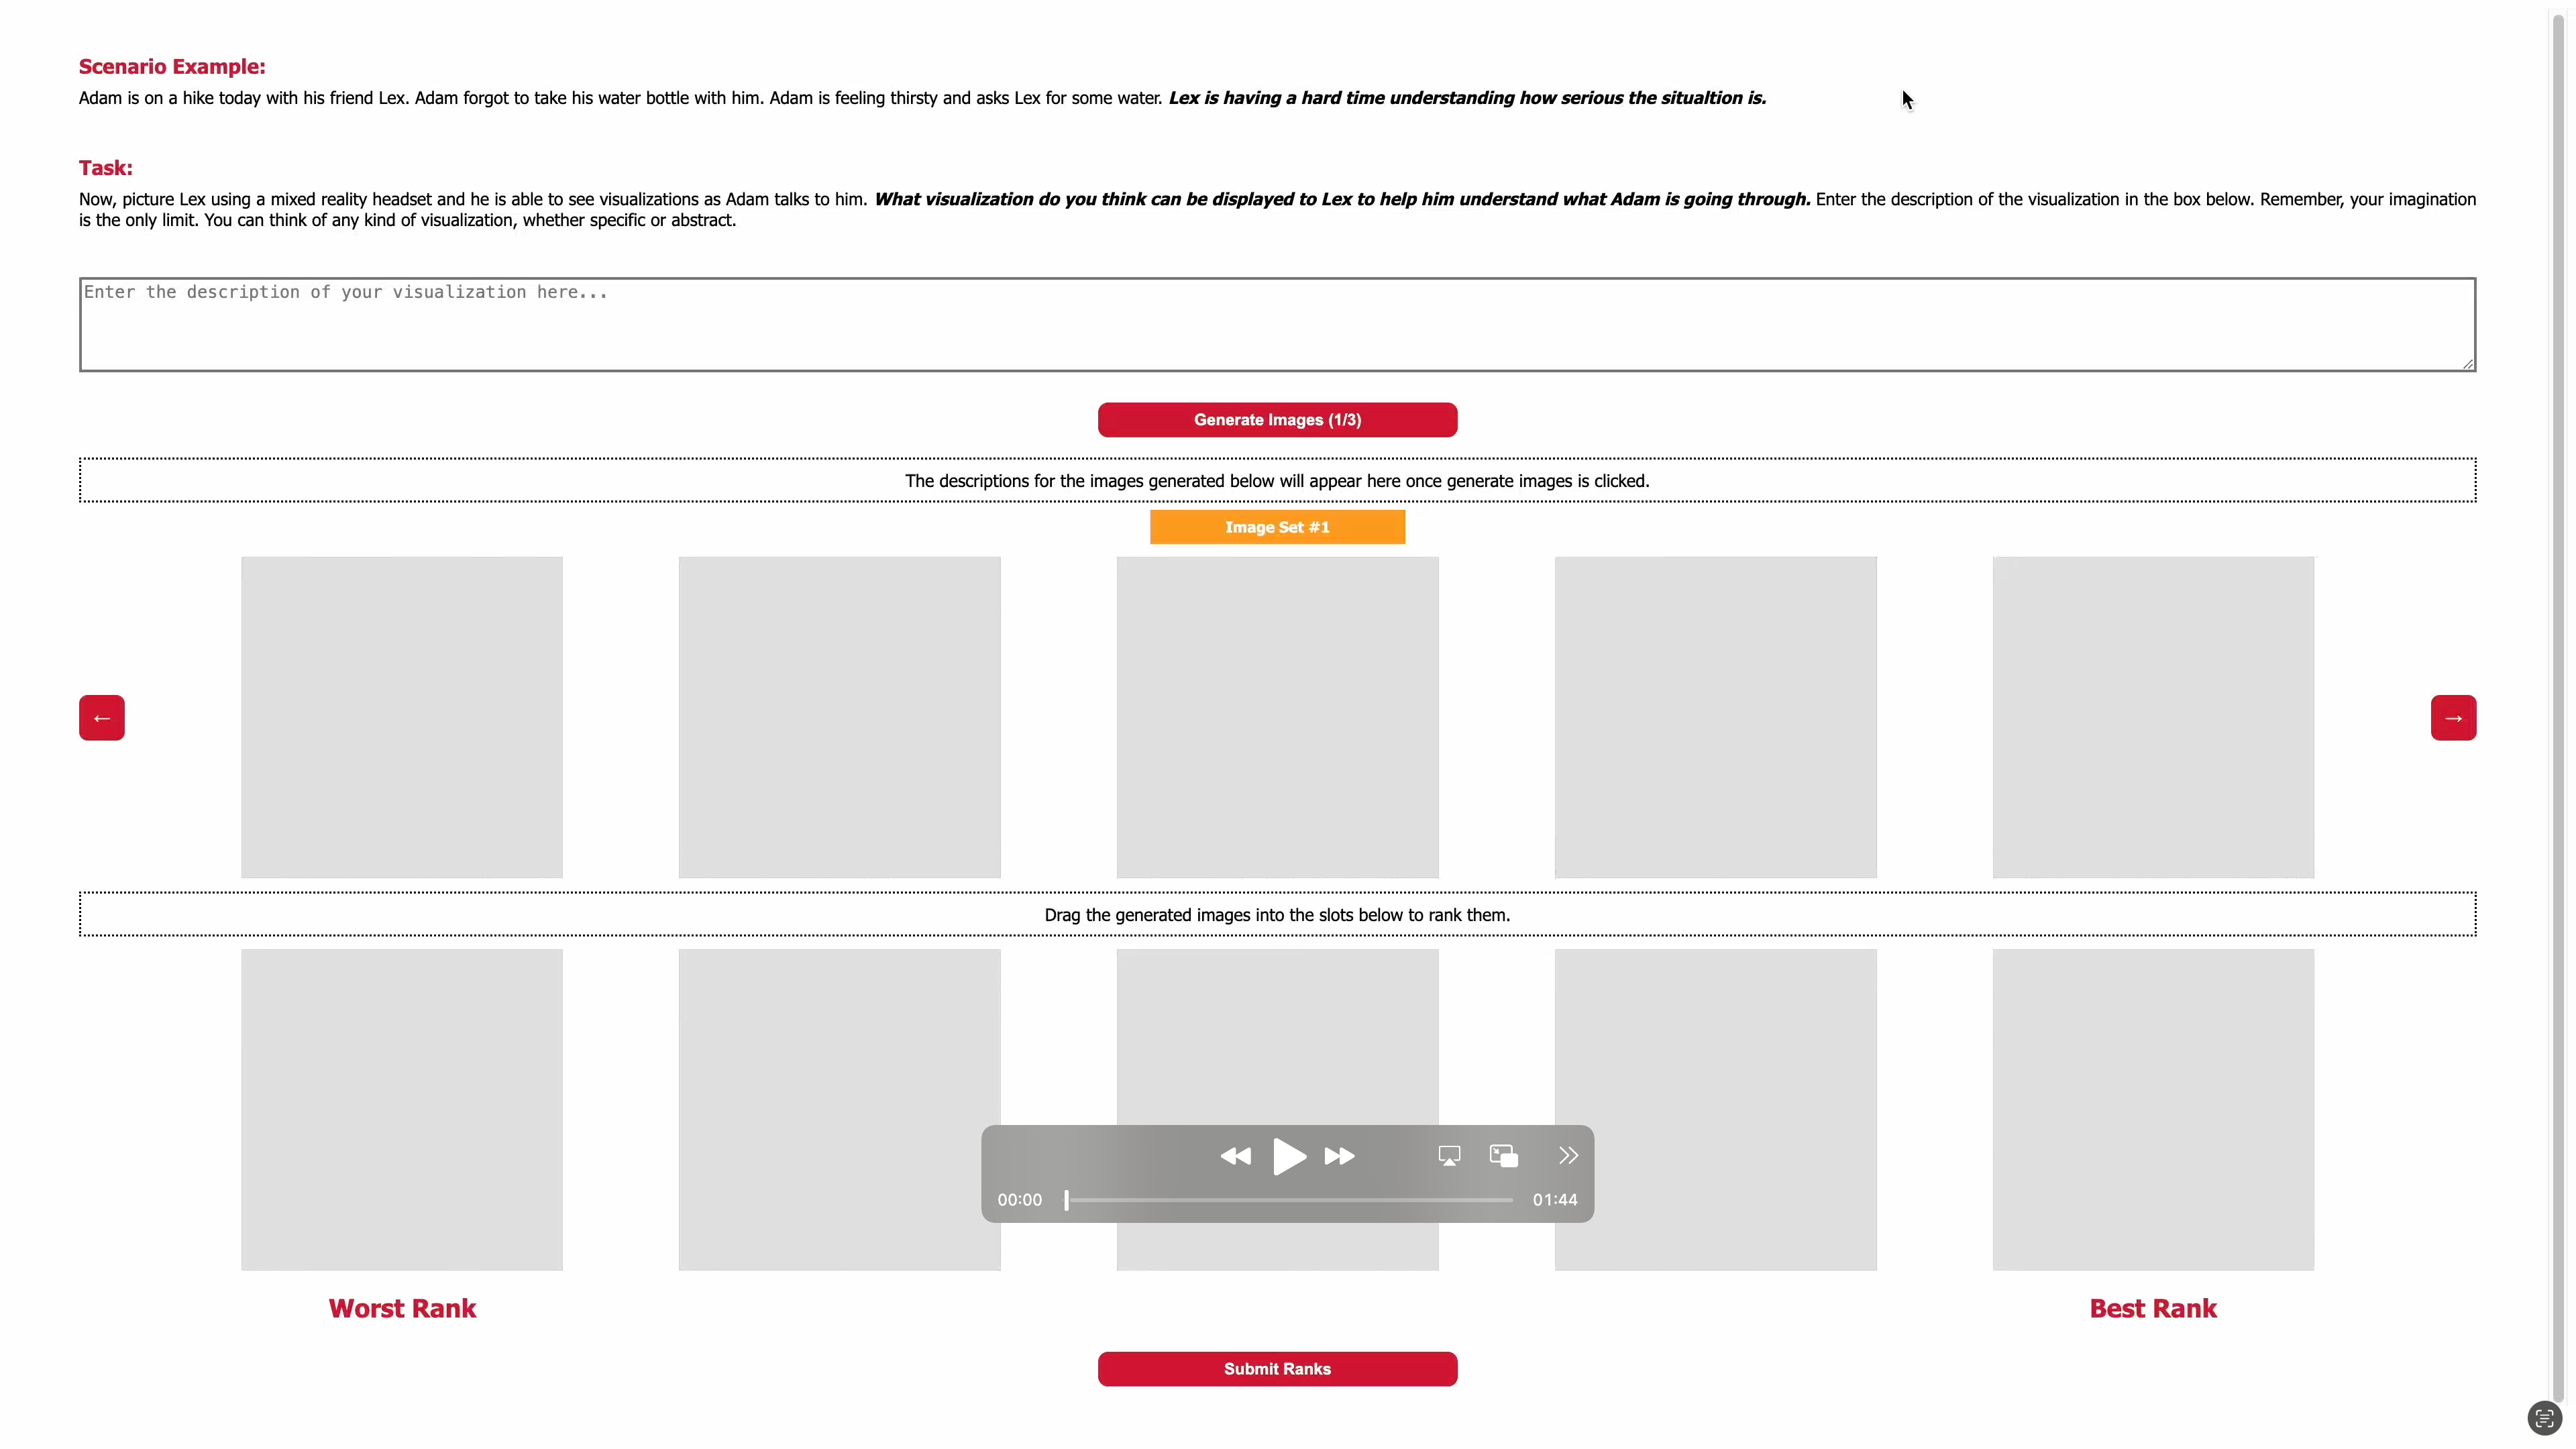 Scenario Example:
Adam is on a hike today with his friend Lex. Adam forgot to take his water bottle with him. Adam is feeling thirsty and asks Lex for some water. Lex is having a hard time understanding how serious the situaltion is.
Task:
Now, picture Lex using a mixed reality headset and he is able to see visualizations as Adam talks to him. What visualization do you think can be displayed to Lex to help him understand what Adam is going through. Enter the description of the visualization in the box below. Remember, your imagination
is the only limit. You can think of any kind of visualization, whether specific or abstract.
Enter the description of your visualization here...
Generate Images (1/3)
The descriptions for the images generated below will appear here once generate images is clicked.
Image Set #1
← →
Drag the generated images into the slots below to rank them.
00:00 01:44
Worst Rank Best Rank
Submit Ranks